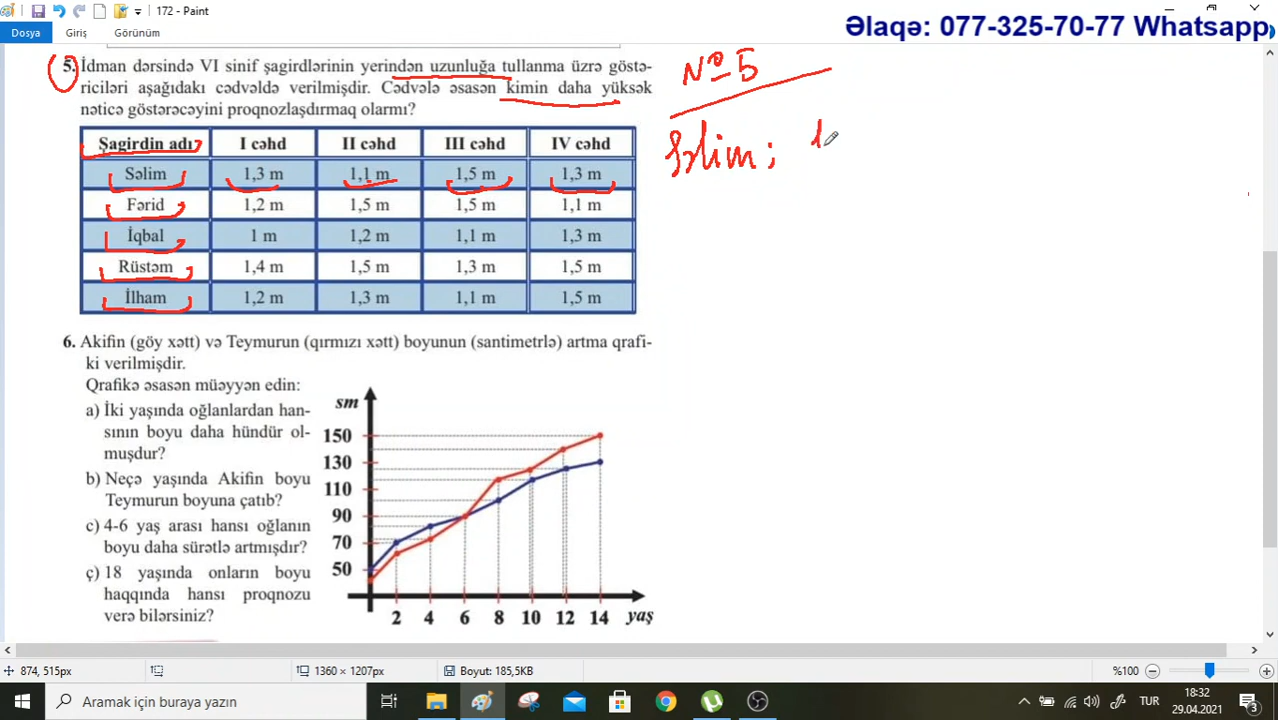 172 - Paint
Əlaqə: 077-325-70-77 Whatsapp
Dosya Giriş Görünüm
5. İdman dərsində VI sinif şagirdlərinin yerindən uzunluğa tullanma üzrə göstə-
riciləri aşağıdakı cədvəldə verilmişdir. Cədvələ əsasən kimin daha yüksək
nəticə göstərəcəyini proqnozlaşdırmaq olarmı?
Şagirdin adı I cəhd II cəhd III cəhd IV cəhd
Səlim 1,3 m 1,1 m 1,5 m 1,3 m
Fərid 1,2 m 1,5 m 1,5 m 1,1 m
İqbal 1 m 1,2 m 1,1 m 1,3 m
Rüstəm 1,4 m 1,5 m 1,3 m 1,5 m
İlham 1,2 m 1,3 m 1,1 m 1,5 m
№ 5
Səlim;
6. Akifin (göy xətt) və Teymurun (qırmızı xətt) boyunun (santimetrlə) artma qrafi-
ki verilmişdir.
Qrafikə əsasən müəyyən edin:
a) İki yaşında oğlanlardan han-
sının boyu daha hündür ol-
muşdur?
b) Neçə yaşında Akifin boyu
Teymurun boyuna çatıb?
c) 4-6 yaş arası hansı oğlanın
boyu daha sürətlə artmışdır?
ç) 18 yaşında onların boyu
haqqında hansı proqnozu
verə bilərsiniz?
sm
150
130
110
90
70
50
2 4 6 8 10 12 14 yaş
874, 515px 1360 × 1207px Boyut: 185,5KB %100
Aramak için buraya yazın
TUR
18:32
29.04.2021
3